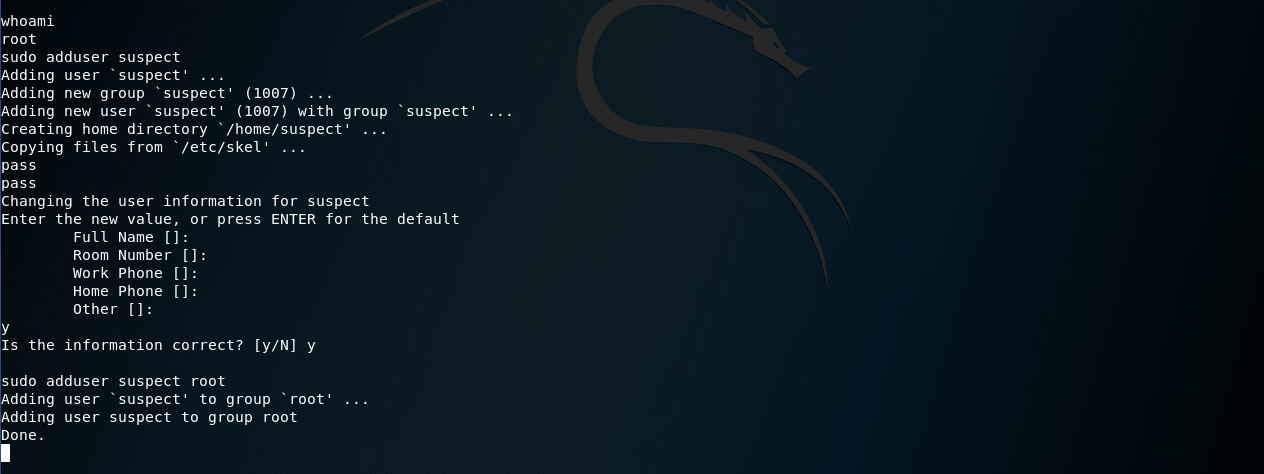 whoami
root
sudo adduser suspect
Adding user `suspect' ...
Adding new group `suspect' (1007) ...
Adding new user `suspect' (1007) with group `suspect' ...
Creating home directory `/home/suspect' ...
Copying files from `/etc/skel' ...
pass
pass
Changing the user information for suspect
Enter the new value, or press ENTER for the default
        Full Name []:
        Room Number []:
        Work Phone []:
        Home Phone []:
        Other []:
y
Is the information correct? [y/N] y
sudo adduser suspect root
Adding user `suspect' to group `root' ...
Adding user suspect to group root
Done.